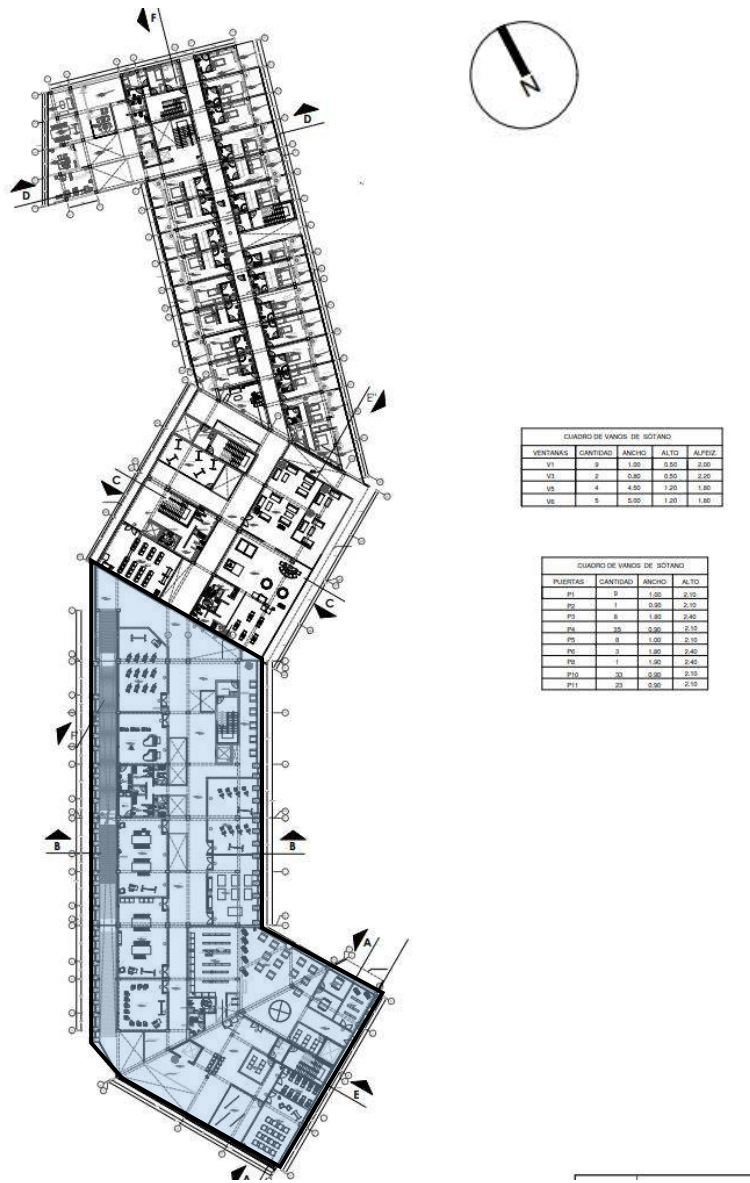 F
N
D
D
E"
C
C
F
B
B
A
E
A
CUADRO DE VANOS DE SÓTANO
VENTANAS CANTIDAD ANCHO ALTO ALFEIZ.
V1 9 1.00 0.50 2.00
V3 2 0.80 0.50 2.20
V5 4 4.50 1.20 1.80
V6 5 5.00 1.20 1.80
CUADRO DE VANOS DE SÓTANO
PUERTAS CANTIDAD ANCHO ALTO
P1 9 1.00 2.10
P2 1 0.90 2.10
P3 8 1.80 2.40
P4 35 0.90 2.10
P5 8 1.00 2.10
P6 3 1.80 2.40
P8 1 1.90 2.40
P10 33 0.90 2.10
P11 23 0.90 2.10